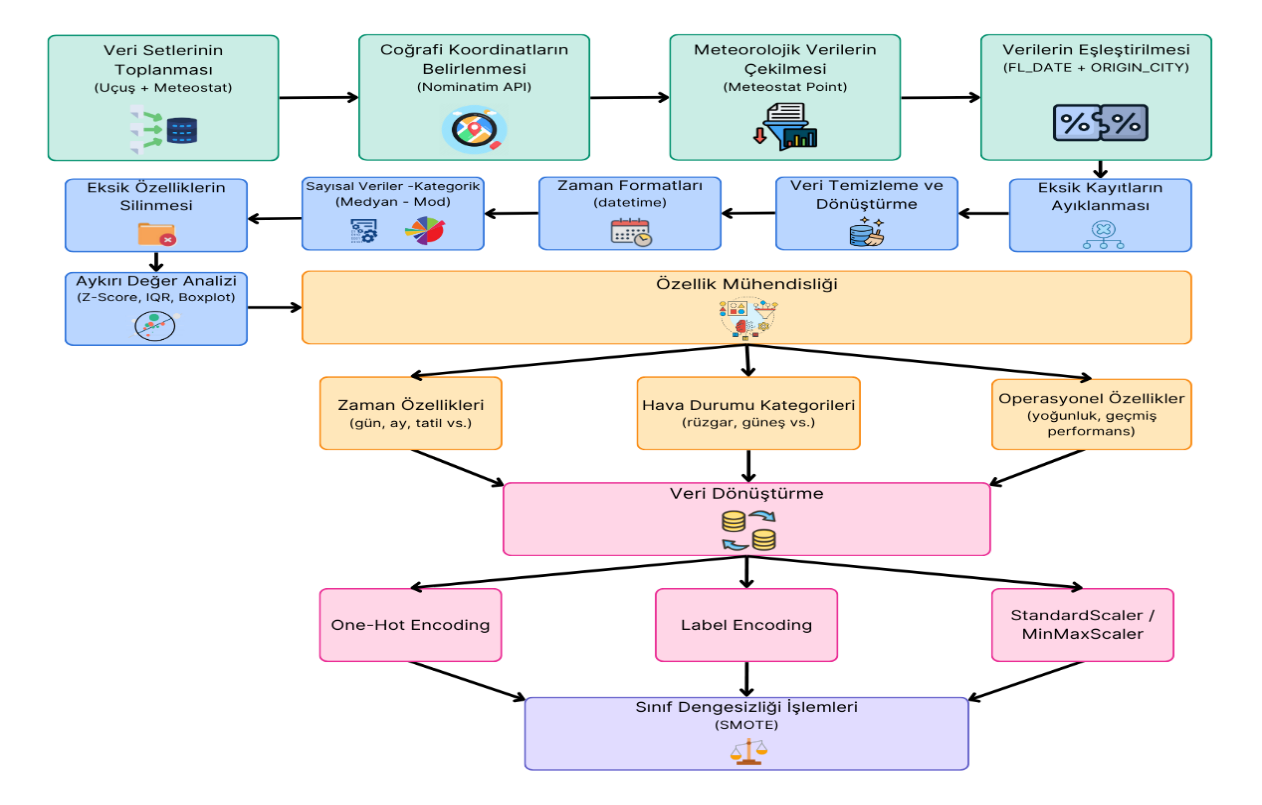 Veri Setlerinin
Toplanması
(Uçuş + Meteostat)
Coğrafi Koordinatların
Belirlenmesi
(Nominatim API)
Meteorolojik Verilerin
Çekilmesi
(Meteostat Point)
Verilerin Eşleştirilmesi
(FL_DATE + ORIGIN_CITY)
% %
Eksik Kayıtların
Ayıklanması
Veri Temizleme ve
Dönüştürme
Zaman Formatları
(datetime)
Sayısal Veriler -Kategorik
(Medyan - Mod)
Eksik Özelliklerin
Silinmesi
Aykırı Değer Analizi
(Z-Score, IQR, Boxplot)
Özellik Mühendisliği
Zaman Özellikleri
(gün, ay, tatil vs.)
Hava Durumu Kategorileri
(rüzgar, güneş vs.)
Operasyonel Özellikler
(yoğunluk, geçmiş
performans)
Veri Dönüştürme
One-Hot Encoding
Label Encoding
StandardScaler /
MinMaxScaler
Sınıf Dengesizliği İşlemleri
(SMOTE)